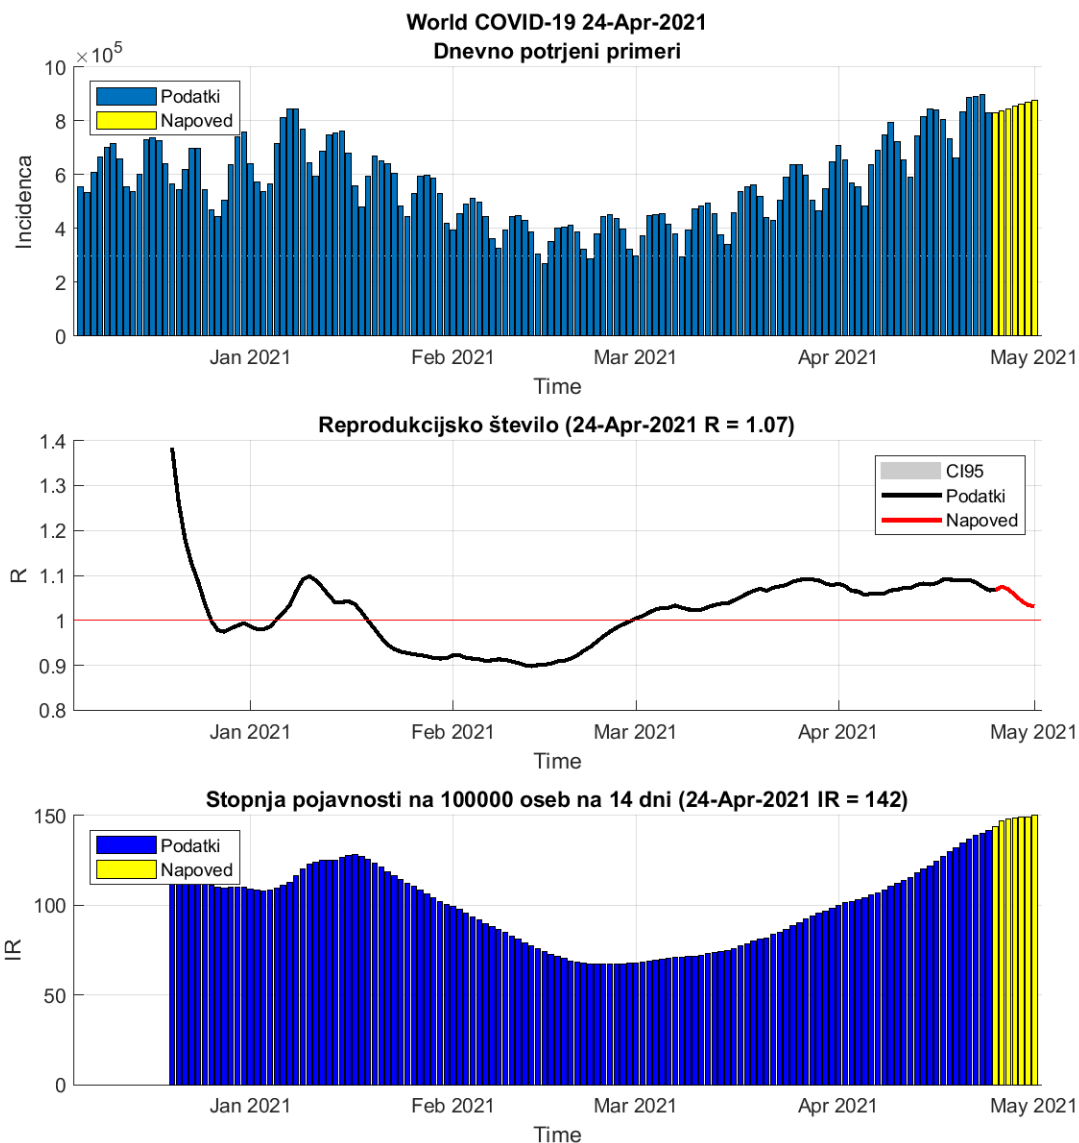 World COVID-19 24-Apr-2021
Dnevno potrjeni primeri
×10^5
10
8
6
4
2
0
Incidenca
Podatki
Napoved
Jan 2021
Feb 2021
Mar 2021
Apr 2021
May 2021
Time
Reprodukcijsko število (24-Apr-2021 R = 1.07)
1.4
1.3
1.2
1.1
1
0.9
0.8
R
CI95
Podatki
Napoved
Jan 2021
Feb 2021
Mar 2021
Apr 2021
May 2021
Time
Stopnja pojavnosti na 100000 oseb na 14 dni (24-Apr-2021 IR = 142)
150
100
50
0
IR
Podatki
Napoved
Jan 2021
Feb 2021
Mar 2021
Apr 2021
May 2021
Time